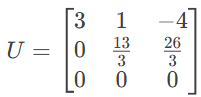 U = [ 3 1 −4
0 13/3 26/3
0 0 0 ]